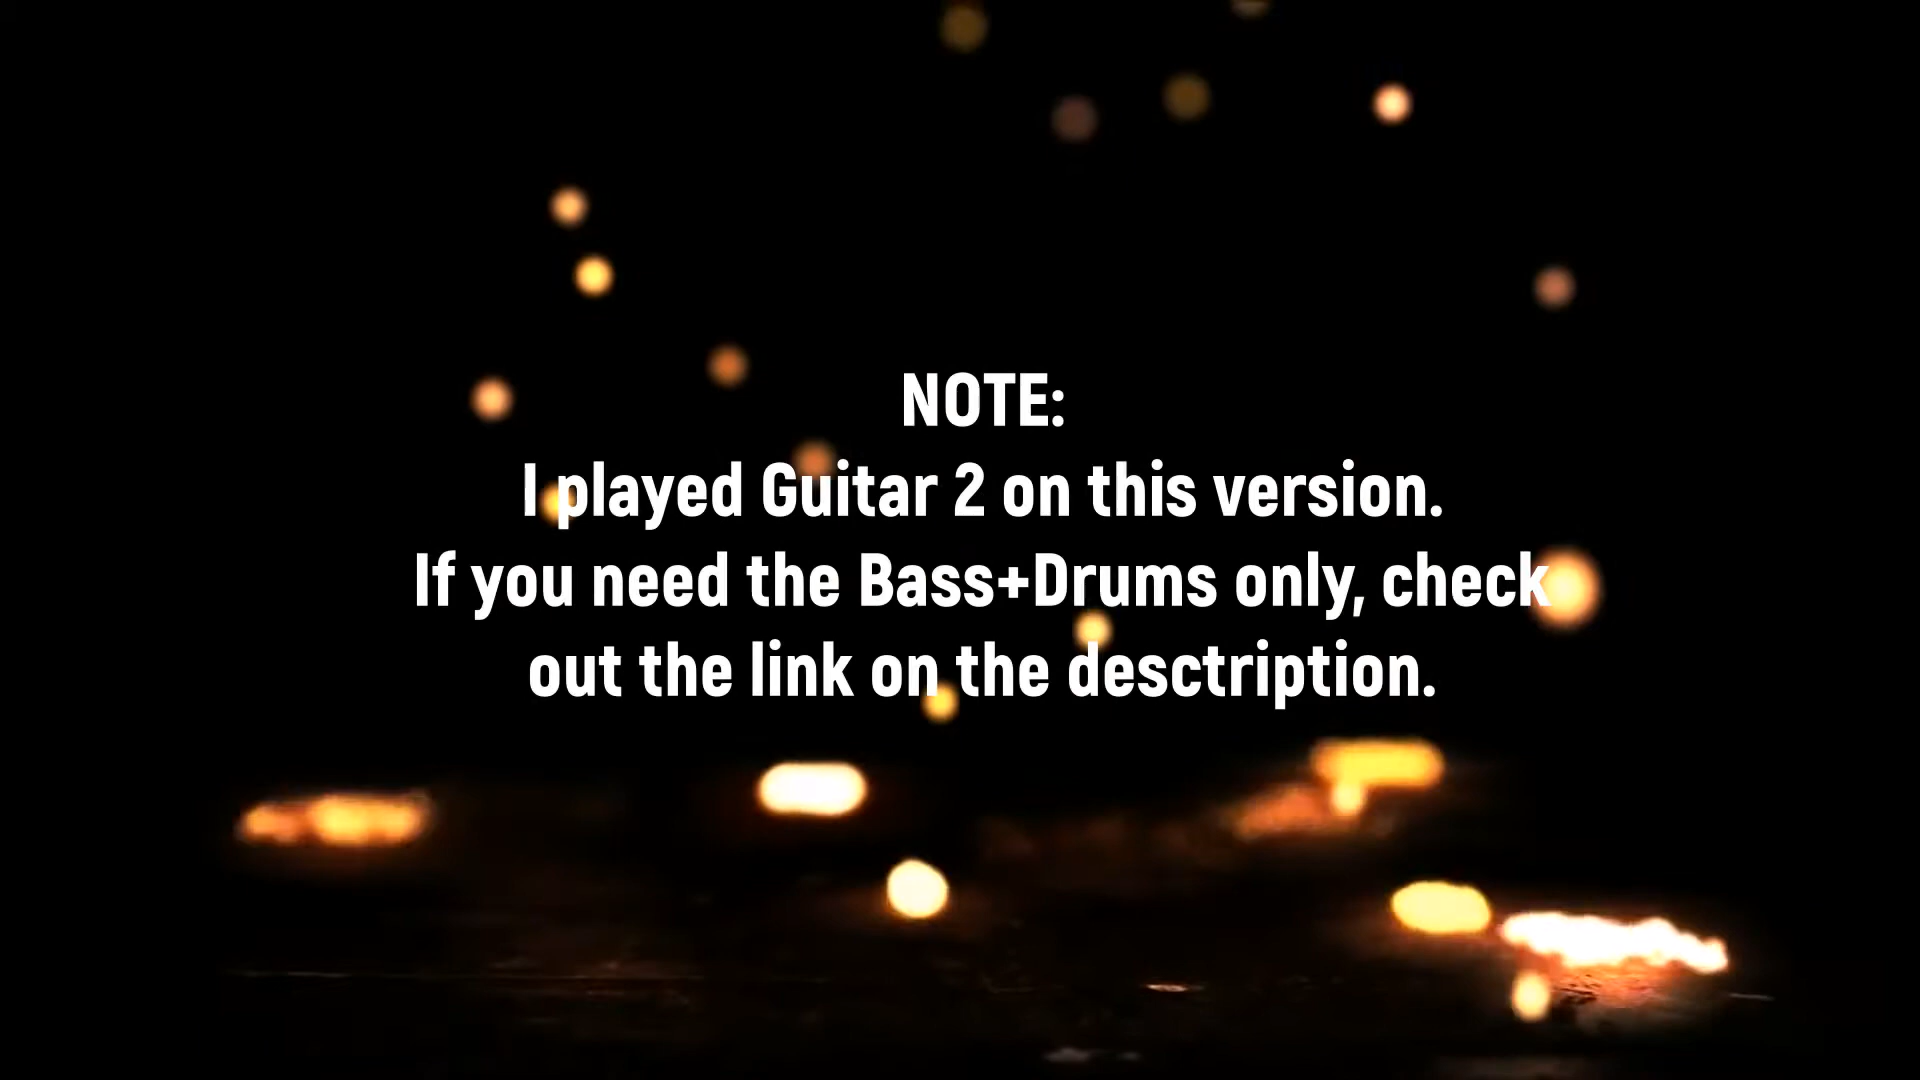 NOTE:
I played Guitar 2 on this version.
If you need the Bass+Drums only, check
out the link on the desctription.